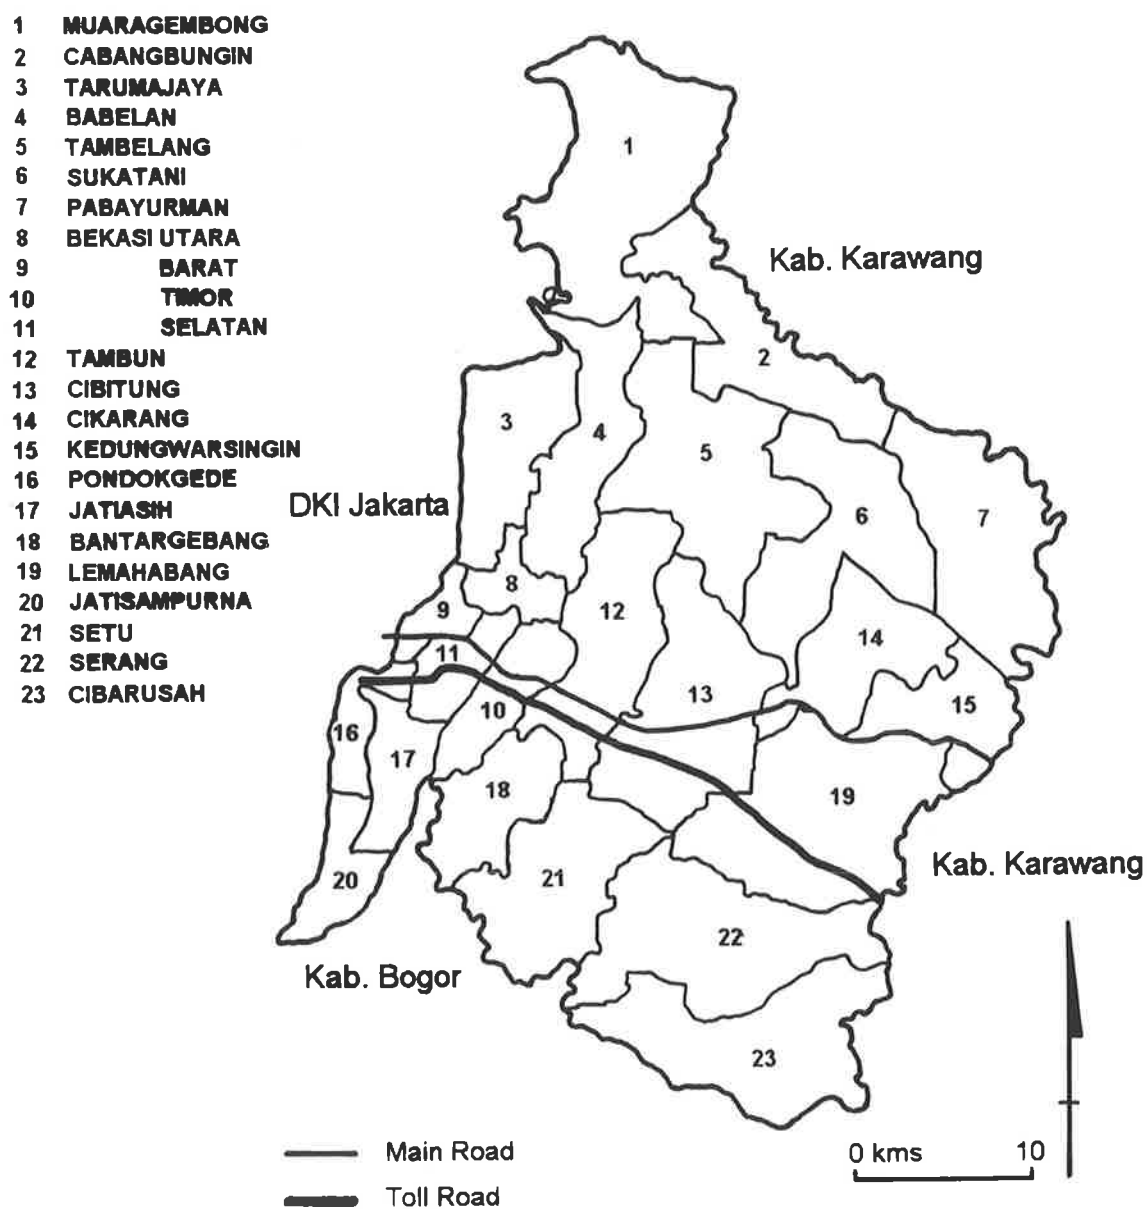 1 MUARAGEMBONG
2 CABANGBUNGIN
3 TARUMAJAYA
4 BABELAN
5 TAMBELANG
6 SUKATANI
7 PABAYURMAN
8 BEKASI UTARA
9 BARAT
10 TIMOR
11 SELATAN
12 TAMBUN
13 CIBITUNG
14 CIKARANG
15 KEDUNGWARSINGIN
16 PONDOKGEDE
17 JATIASIH
18 BANTARGEBANG
19 LEMAHABANG
20 JATISAMPURNA
21 SETU
22 SERANG
23 CIBARUSAH
1
Kab. Karawang
2
3
4
5
DKI Jakarta
6
7
8
9
12
14
11
13
10
15
16
17
18
19
Kab. Karawang
20
21
22
Kab. Bogor
23
Main Road
0 kms 10
Toll Road